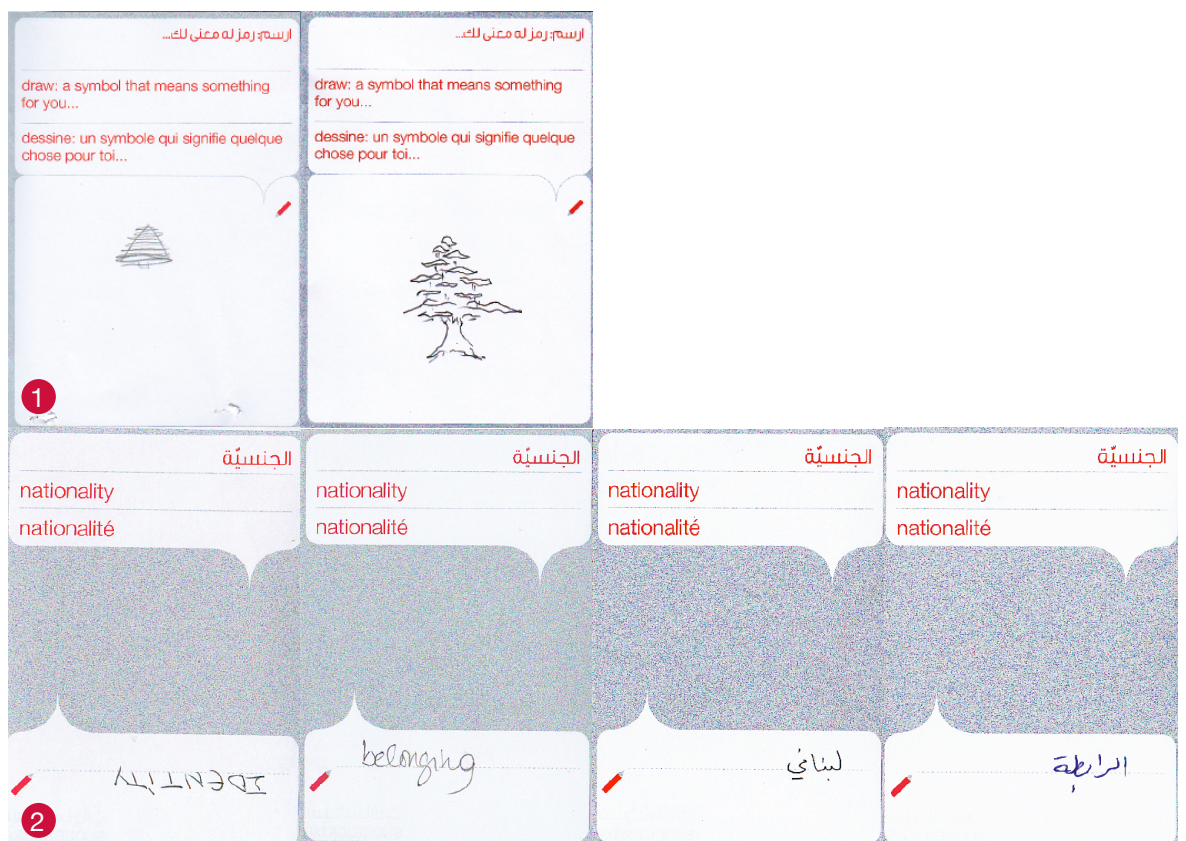 ارسم: رمز له معنى لك...
draw: a symbol that means something
for you...
dessine: un symbole qui signifie quelque
chose pour toi...
ارسم: رمز له معنى لك...
draw: a symbol that means something
for you...
dessine: un symbole qui signifie quelque
chose pour toi...
1
الجنسيّة
nationality
nationalité
IDENTITY
الجنسيّة
nationality
nationalité
belonging
الجنسيّة
nationality
nationalité
لبناني
الجنسيّة
nationality
nationalité
الرابطة
2